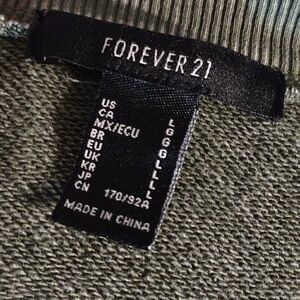 FOREVER 21
US L
CA G
MX/ECU G
BR G
EU L
UK L
KR L
JP L
CN 170/92A
MADE IN CHINA